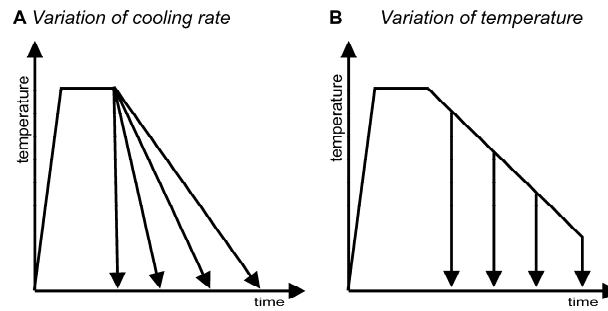 A Variation of cooling rate
B Variation of temperature
temperature
time
temperature
time